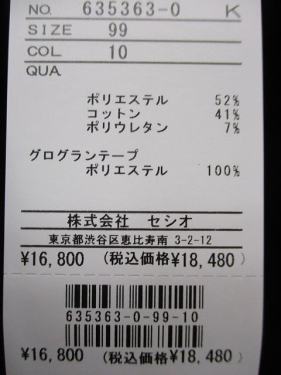 NO. 635363-0 K
SIZE 99
COL. 10
QUA.
ポリエステル 52%
コットン 41%
ポリウレタン 7%
グログランテープ
ポリエステル 100%
株式会社 セシオ
東京都渋谷区恵比寿南 3-2-12
¥16,800 (税込価格¥18,480)
635363-0-99-10
¥16,800 (税込価格¥18,480)